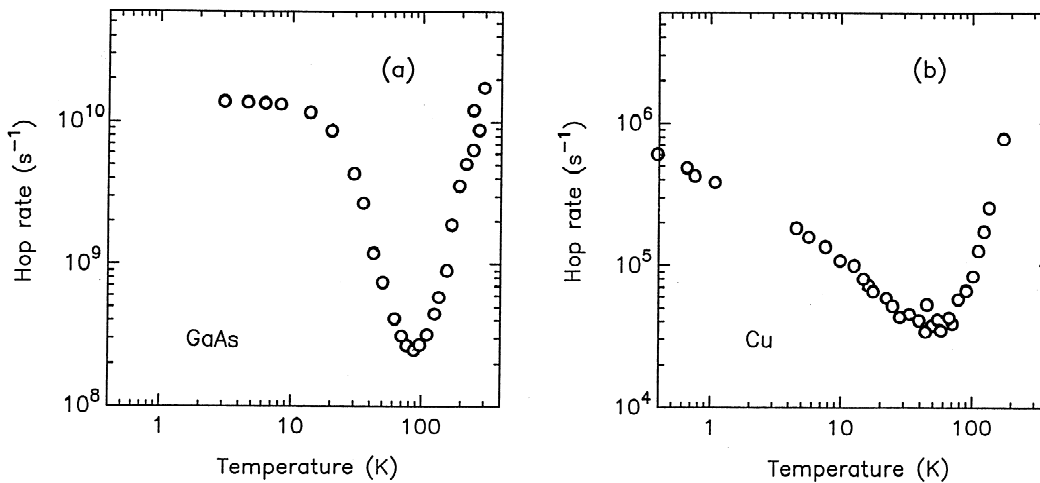 (a)
Hop rate (s⁻¹)
10¹⁰
10⁹
10⁸
GaAs
1 10 100
Temperature (K)
(b)
Hop rate (s⁻¹)
10⁶
10⁵
10⁴
Cu
1 10 100
Temperature (K)